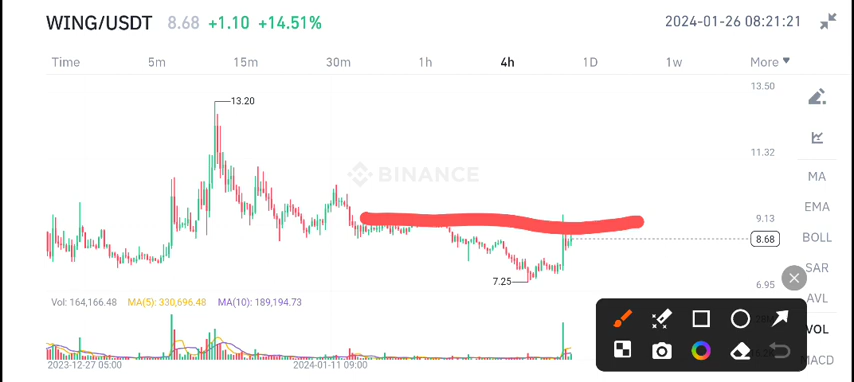 WING/USDT 8.68 +1.10 +14.51% 2024-01-26 08:21:21
Time 5m 15m 30m 1h 4h 1D 1w More
13.50
13.20
11.32
BINANCE
MA
EMA
9.13
8.68
BOLL
SAR
7.25
6.95
AVL
Vol: 164,166.48 MA(5): 330,696.48 MA(10): 189,194.73
VOL
MACD
2023-12-27 05:00 2024-01-11 09:00